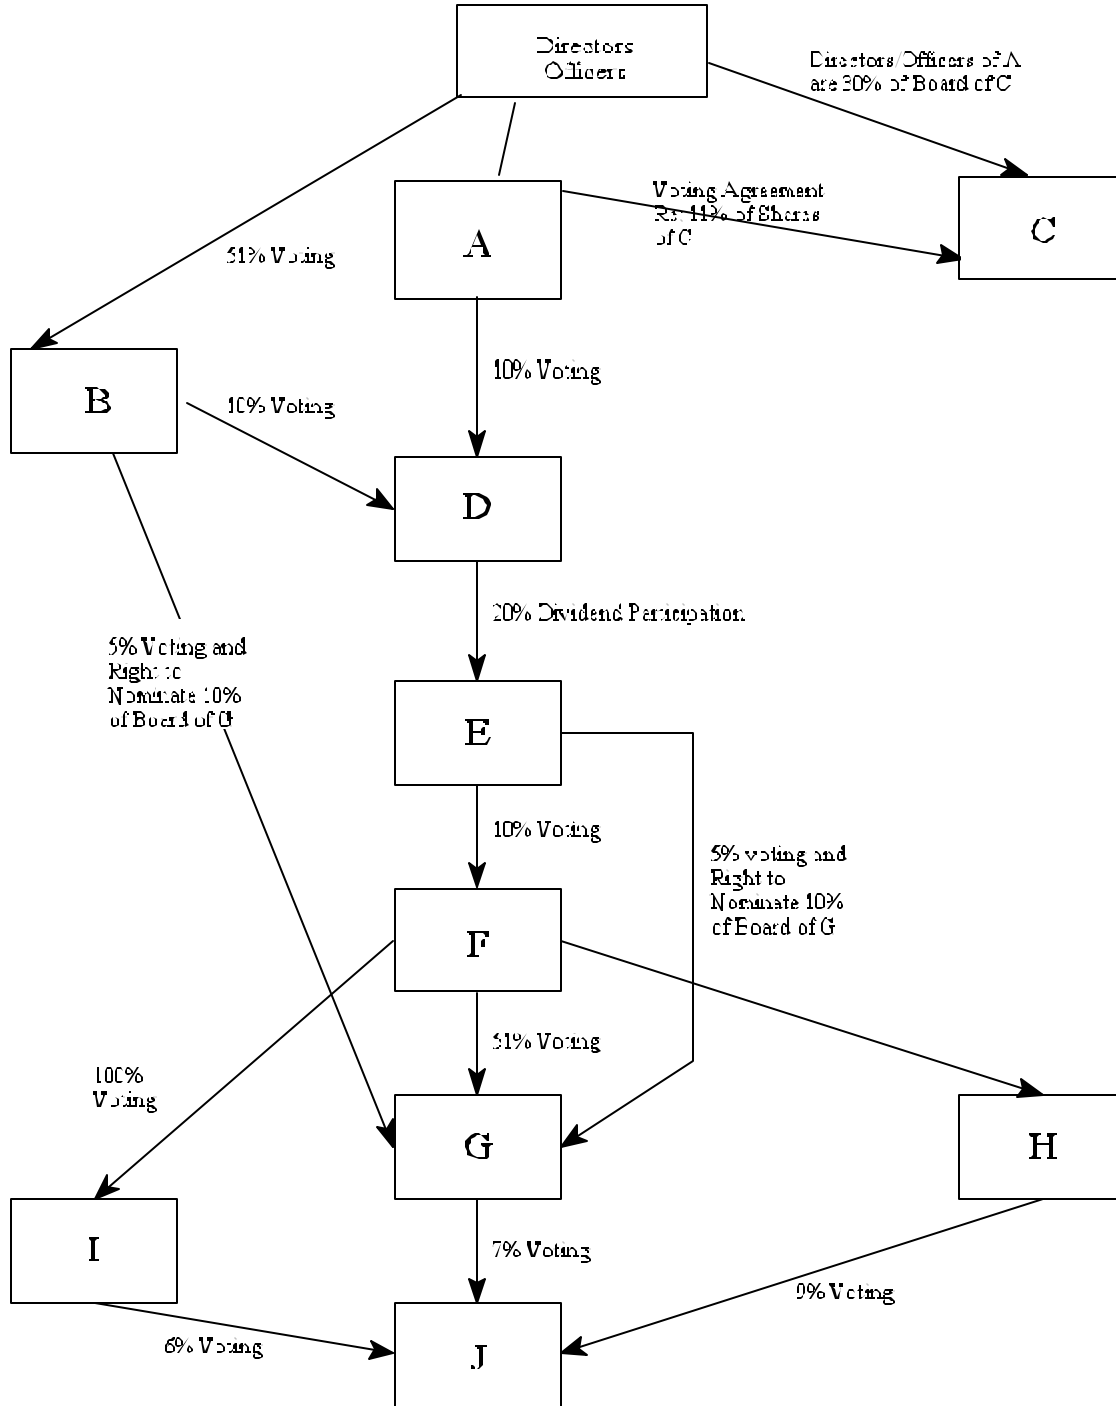 Directors
Officers
Directors/Officers of A
are 30% of Board of C
Voting Agreement
Re: 11% of Shares
of C
A
C
51% Voting
10% Voting
B
10% Voting
D
20% Dividend Participation
5% Voting and
Right to
Nominate 10%
of Board of G
E
10% Voting
5% voting and
Right to
Nominate 10%
of Board of G
F
51% Voting
100%
Voting
G
H
I
7% Voting
9% Voting
6% Voting
J